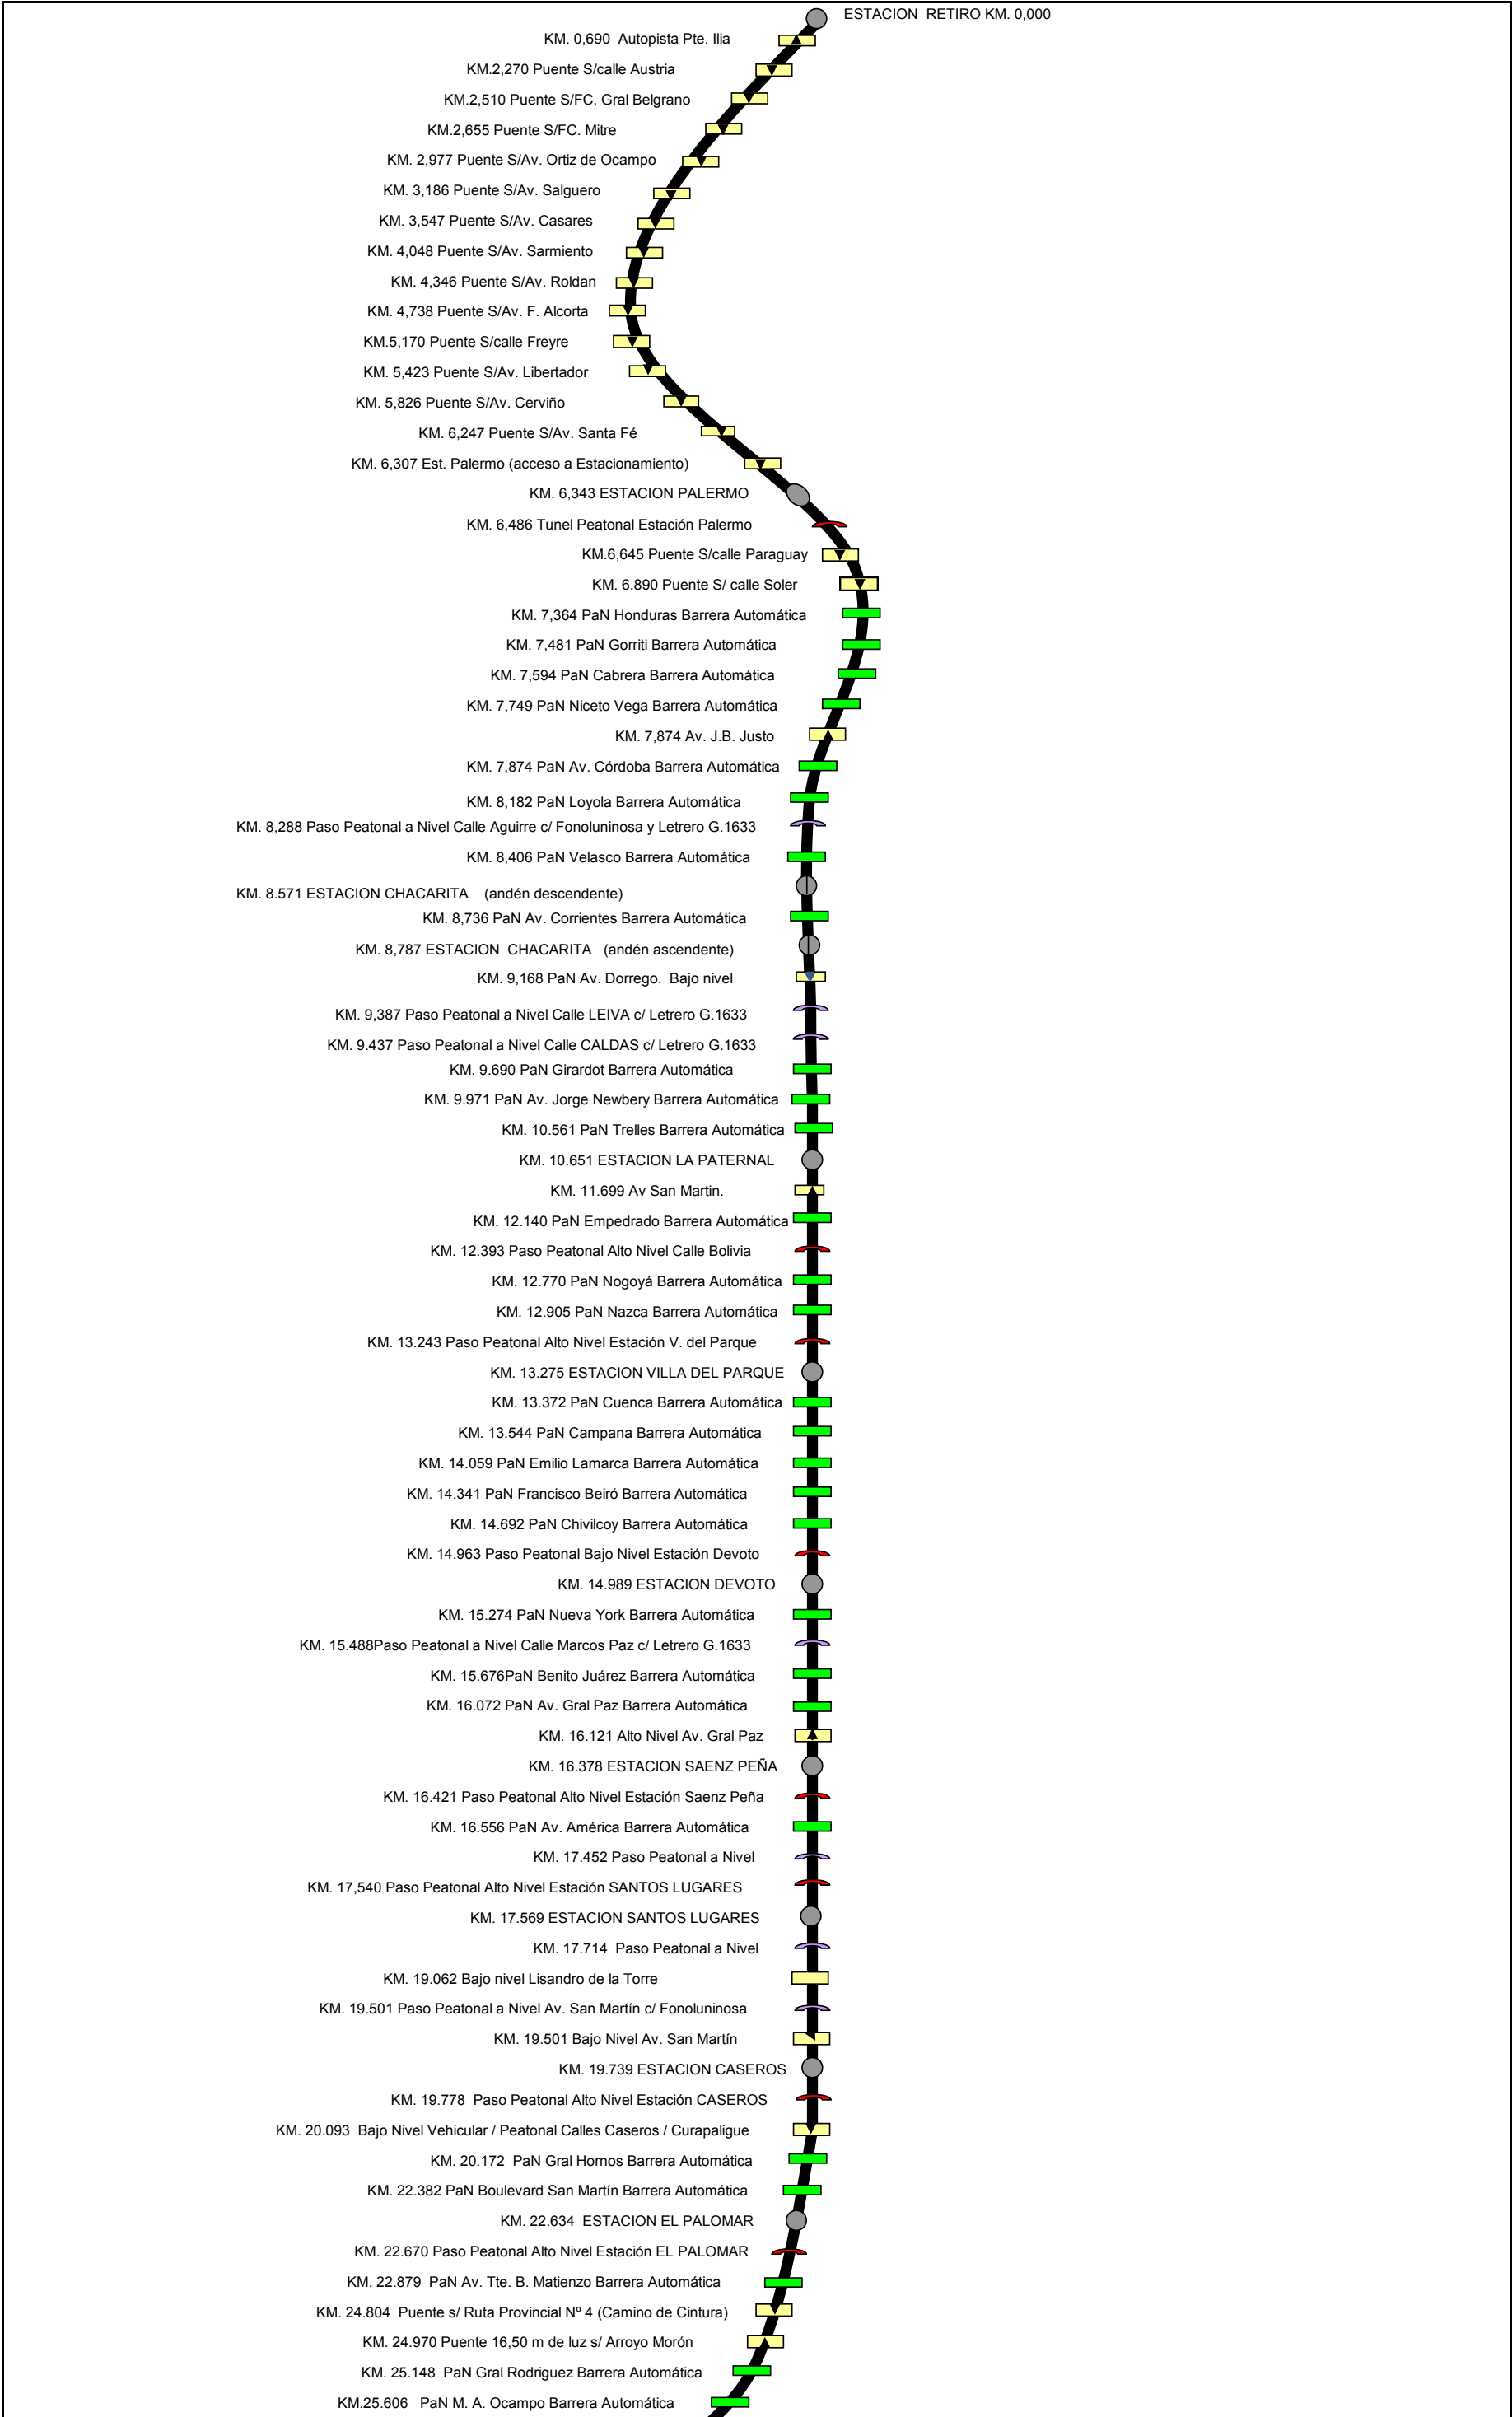 ESTACION RETIRO KM. 0,000
KM. 0,690 Autopista Pte. Ilia
KM.2,270 Puente S/calle Austria
KM.2,510 Puente S/FC. Gral Belgrano
KM.2,655 Puente S/FC. Mitre
KM. 2,977 Puente S/Av. Ortiz de Ocampo
KM. 3,186 Puente S/Av. Salguero
KM. 3,547 Puente S/Av. Casares
KM. 4,048 Puente S/Av. Sarmiento
KM. 4,346 Puente S/Av. Roldan
KM. 4,738 Puente S/Av. F. Alcorta
KM.5,170 Puente S/calle Freyre
KM. 5,423 Puente S/Av. Libertador
KM. 5,826 Puente S/Av. Cerviño
KM. 6,247 Puente S/Av. Santa Fé
KM. 6,307 Est. Palermo (acceso a Estacionamiento)
KM. 6,343 ESTACION PALERMO
KM. 6,486 Tunel Peatonal Estación Palermo
KM.6,645 Puente S/calle Paraguay
KM. 6.890 Puente S/ calle Soler
KM. 7,364 PaN Honduras Barrera Automática
KM. 7,481 PaN Gorriti Barrera Automática
KM. 7,594 PaN Cabrera Barrera Automática
KM. 7,749 PaN Niceto Vega Barrera Automática
KM. 7,874 Av. J.B. Justo
KM. 7,874 PaN Av. Córdoba Barrera Automática
KM. 8,182 PaN Loyola Barrera Automática
KM. 8,288 Paso Peatonal a Nivel Calle Aguirre c/ Fonoluninosa y Letrero G.1633
KM. 8,406 PaN Velasco Barrera Automática
KM. 8.571 ESTACION CHACARITA (andén descendente)
KM. 8,736 PaN Av. Corrientes Barrera Automática
KM. 8,787 ESTACION CHACARITA (andén ascendente)
KM. 9,168 PaN Av. Dorrego. Bajo nivel
KM. 9,387 Paso Peatonal a Nivel Calle LEIVA c/ Letrero G.1633
KM. 9.437 Paso Peatonal a Nivel Calle CALDAS c/ Letrero G.1633
KM. 9.690 PaN Girardot Barrera Automática
KM. 9.971 PaN Av. Jorge Newbery Barrera Automática
KM. 10.561 PaN Trelles Barrera Automática
KM. 10.651 ESTACION LA PATERNAL
KM. 11.699 Av San Martin.
KM. 12.140 PaN Empedrado Barrera Automática
KM. 12.393 Paso Peatonal Alto Nivel Calle Bolivia
KM. 12.770 PaN Nogoyá Barrera Automática
KM. 12.905 PaN Nazca Barrera Automática
KM. 13.243 Paso Peatonal Alto Nivel Estación V. del Parque
KM. 13.275 ESTACION VILLA DEL PARQUE
KM. 13.372 PaN Cuenca Barrera Automática
KM. 13.544 PaN Campana Barrera Automática
KM. 14.059 PaN Emilio Lamarca Barrera Automática
KM. 14.341 PaN Francisco Beiró Barrera Automática
KM. 14.692 PaN Chivilcoy Barrera Automática
KM. 14.963 Paso Peatonal Bajo Nivel Estación Devoto
KM. 14.989 ESTACION DEVOTO
KM. 15.274 PaN Nueva York Barrera Automática
KM. 15.488Paso Peatonal a Nivel Calle Marcos Paz c/ Letrero G.1633
KM. 15.676PaN Benito Juárez Barrera Automática
KM. 16.072 PaN Av. Gral Paz Barrera Automática
KM. 16.121 Alto Nivel Av. Gral Paz
KM. 16.378 ESTACION SAENZ PEÑA
KM. 16.421 Paso Peatonal Alto Nivel Estación Saenz Peña
KM. 16.556 PaN Av. América Barrera Automática
KM. 17.452 Paso Peatonal a Nivel
KM. 17,540 Paso Peatonal Alto Nivel Estación SANTOS LUGARES
KM. 17.569 ESTACION SANTOS LUGARES
KM. 17.714 Paso Peatonal a Nivel
KM. 19.062 Bajo nivel Lisandro de la Torre
KM. 19.501 Paso Peatonal a Nivel Av. San Martín c/ Fonoluninosa
KM. 19.501 Bajo Nivel Av. San Martín
KM. 19.739 ESTACION CASEROS
KM. 19.778 Paso Peatonal Alto Nivel Estación CASEROS
KM. 20.093 Bajo Nivel Vehicular / Peatonal Calles Caseros / Curapaligue
KM. 20.172 PaN Gral Hornos Barrera Automática
KM. 22.382 PaN Boulevard San Martín Barrera Automática
KM. 22.634 ESTACION EL PALOMAR
KM. 22.670 Paso Peatonal Alto Nivel Estación EL PALOMAR
KM. 22.879 PaN Av. Tte. B. Matienzo Barrera Automática
KM. 24.804 Puente s/ Ruta Provincial Nº 4 (Camino de Cintura)
KM. 24.970 Puente 16,50 m de luz s/ Arroyo Morón
KM. 25.148 PaN Gral Rodriguez Barrera Automática
KM.25.606 PaN M. A. Ocampo Barrera Automática